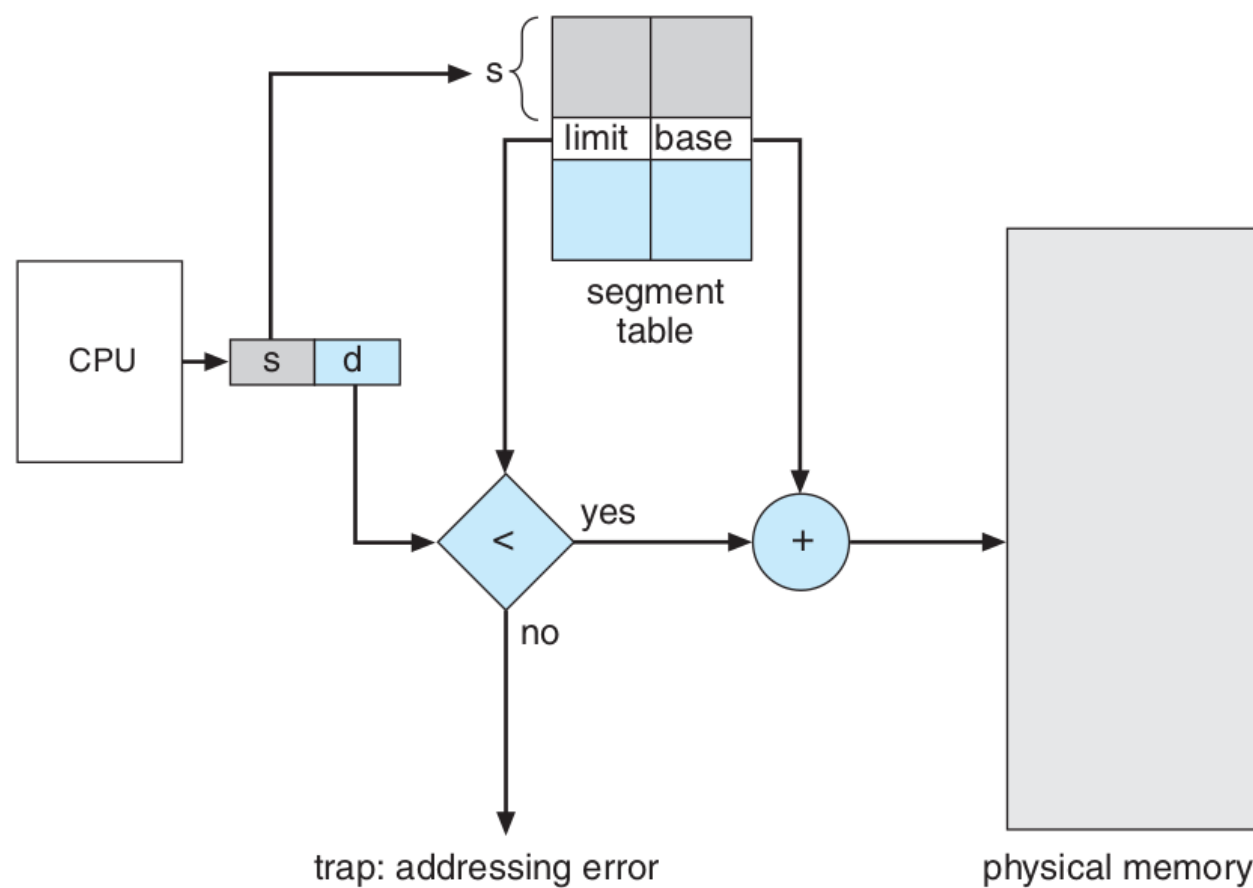 s
limit base
segment
table
CPU
s d
<
yes
+
no
trap: addressing error
physical memory